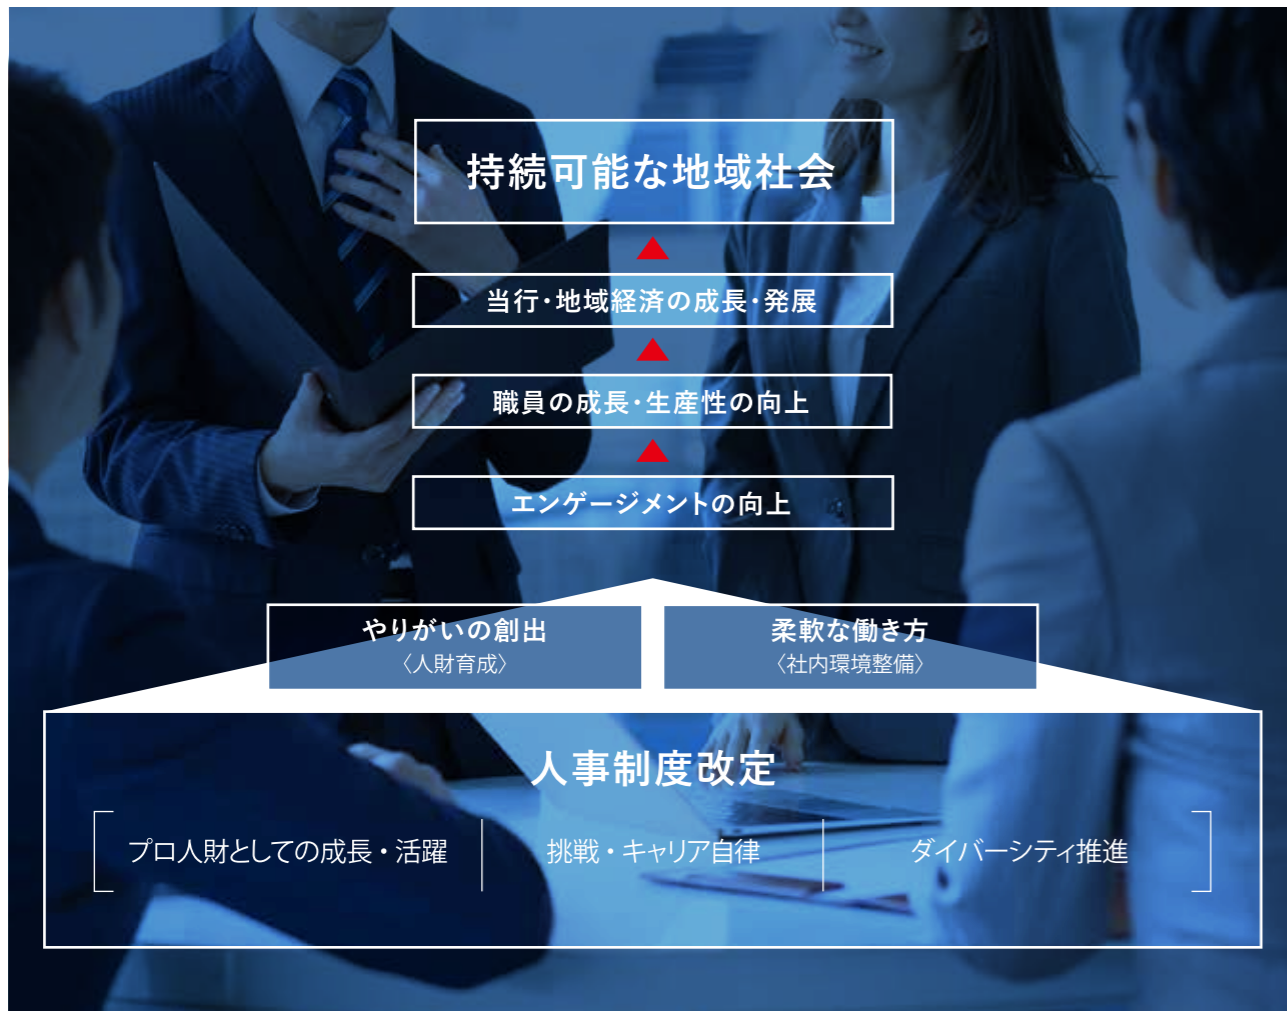 持続可能な地域社会
当行・地域経済の成長・発展
職員の成長・生産性の向上
エンゲージメントの向上
やりがいの創出
〈人財育成〉
柔軟な働き方
〈社内環境整備〉
人事制度改定
プロ人財としての成長・活躍
挑戦・キャリア自律
ダイバーシティ推進